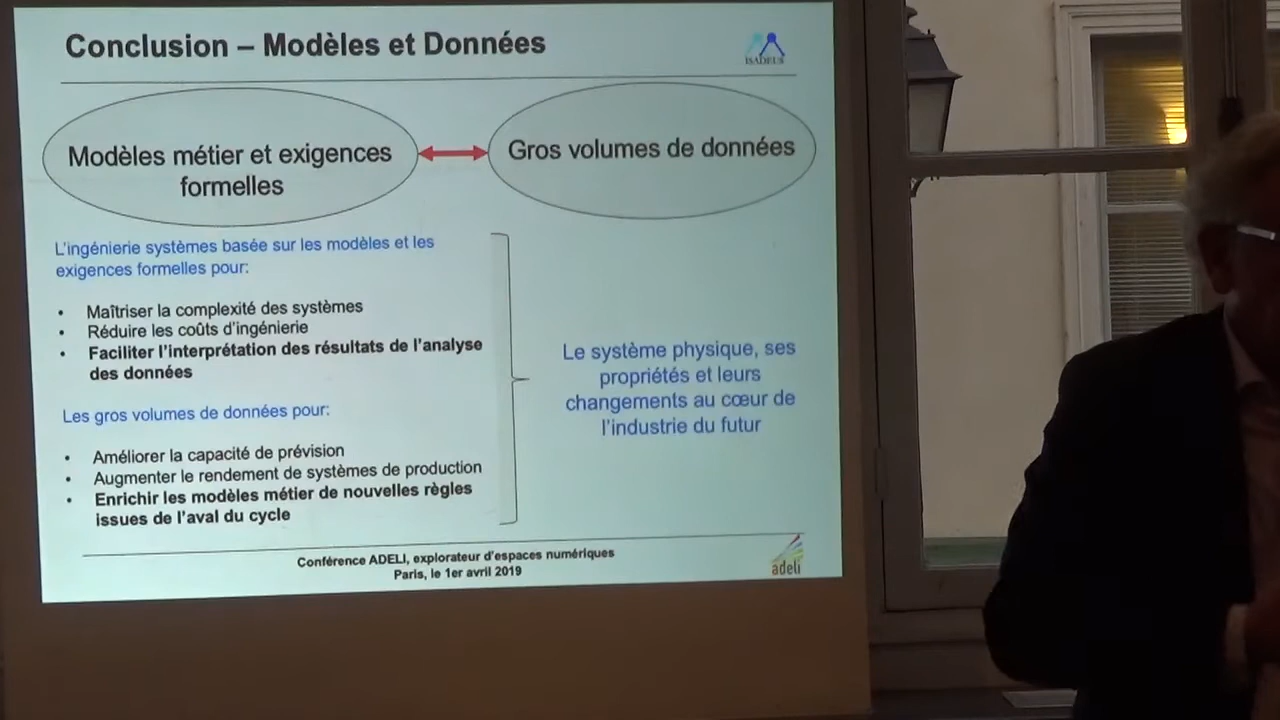 Conclusion – Modèles et Données
ISADEUS
Modèles métier et exigences
formelles
Gros volumes de données
L'ingénierie systèmes basée sur les modèles et les
exigences formelles pour:
• Maîtriser la complexité des systèmes
• Réduire les coûts d'ingénierie
• Faciliter l'interprétation des résultats de l'analyse
des données
Les gros volumes de données pour:
• Améliorer la capacité de prévision
• Augmenter le rendement de systèmes de production
• Enrichir les modèles métier de nouvelles règles
issues de l'aval du cycle
Le système physique, ses
propriétés et leurs
changements au cœur de
l'industrie du futur
Conférence ADELI, explorateur d'espaces numériques
Paris, le 1er avril 2019
adeli